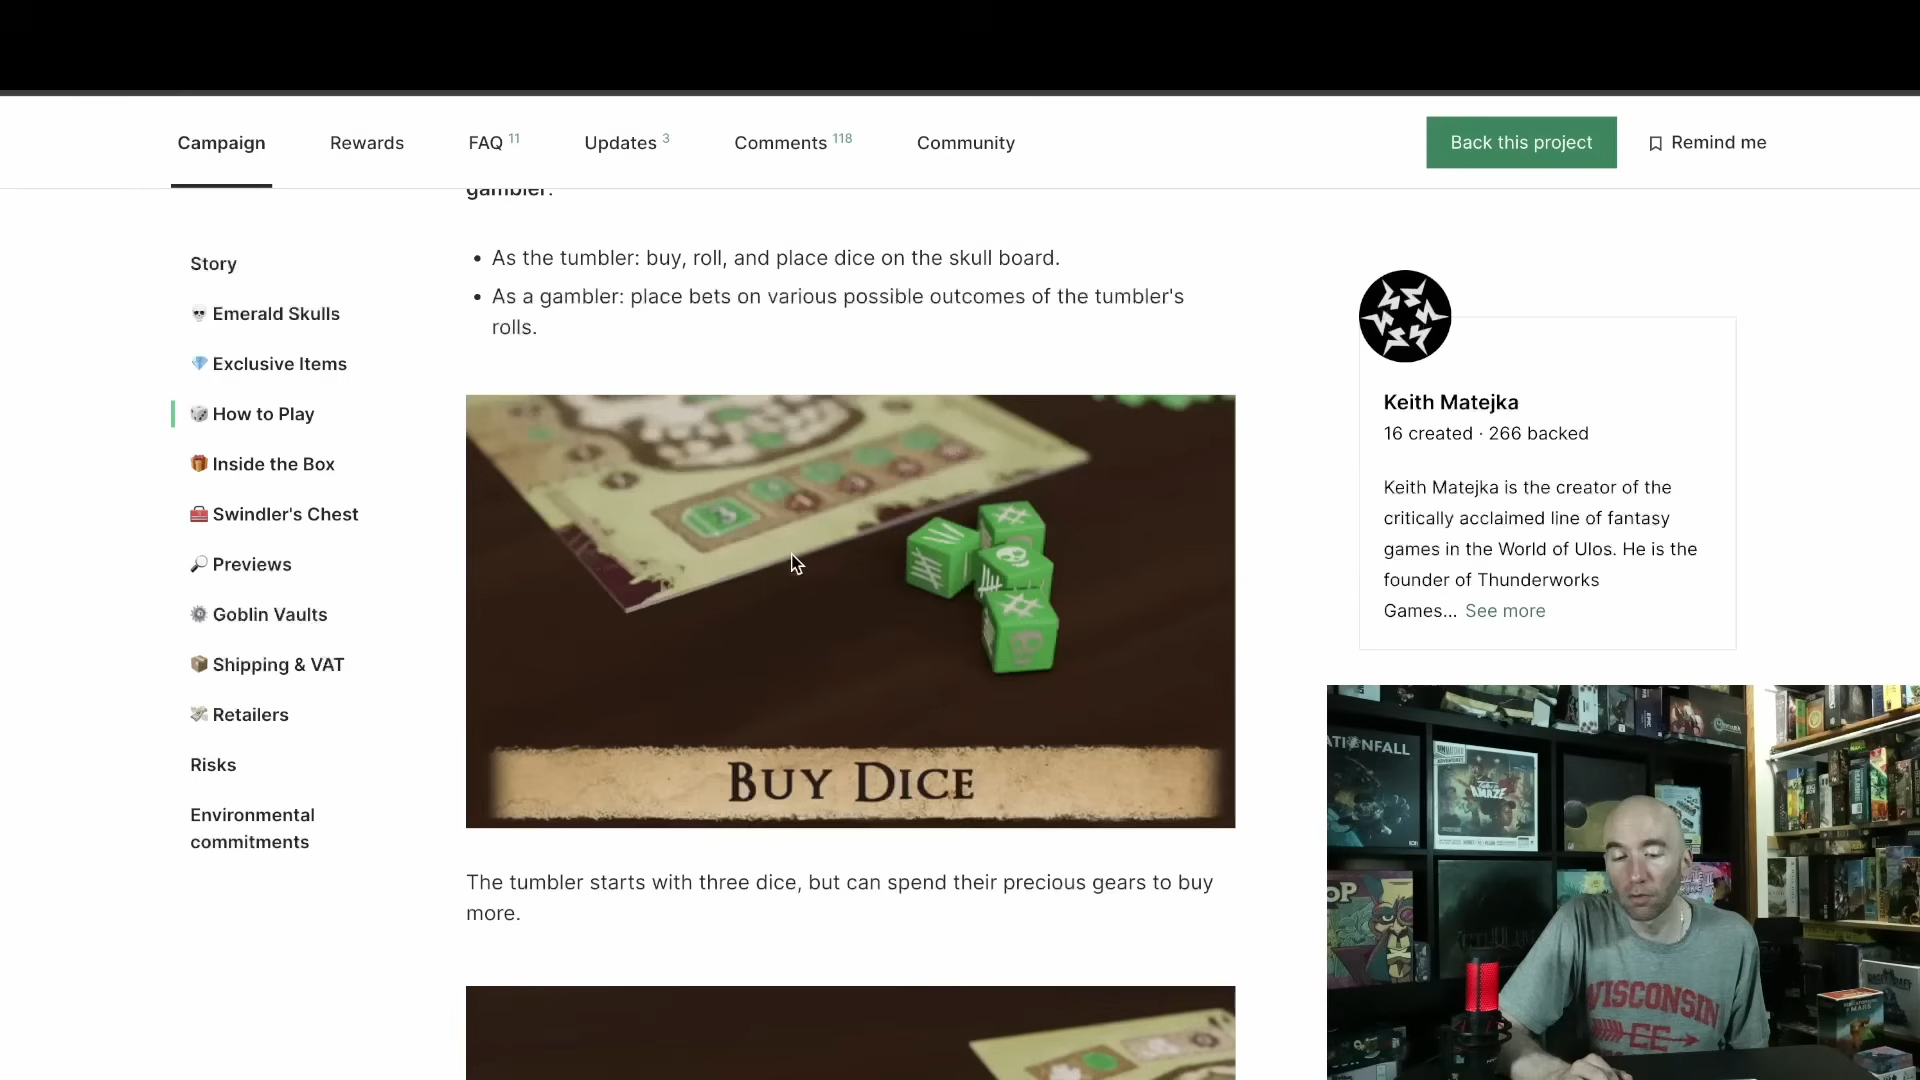 Campaign
Rewards
FAQ 11
Updates 3
Comments 118
Community
Back this project
Remind me
gambler:
Story
Emerald Skulls
Exclusive Items
How to Play
Inside the Box
Swindler's Chest
Previews
Goblin Vaults
Shipping & VAT
Retailers
Risks
Environmental
commitments
• As the tumbler: buy, roll, and place dice on the skull board.
• As a gambler: place bets on various possible outcomes of the tumbler's
rolls.
3
BUY DICE
The tumbler starts with three dice, but can spend their precious gears to buy
more.
Keith Matejka
16 created · 266 backed
Keith Matejka is the creator of the
critically acclaimed line of fantasy
games in the World of Ulos. He is the
founder of Thunderworks
Games... See more
ATIONFALL
AMAZE
WISCONSIN
MARS